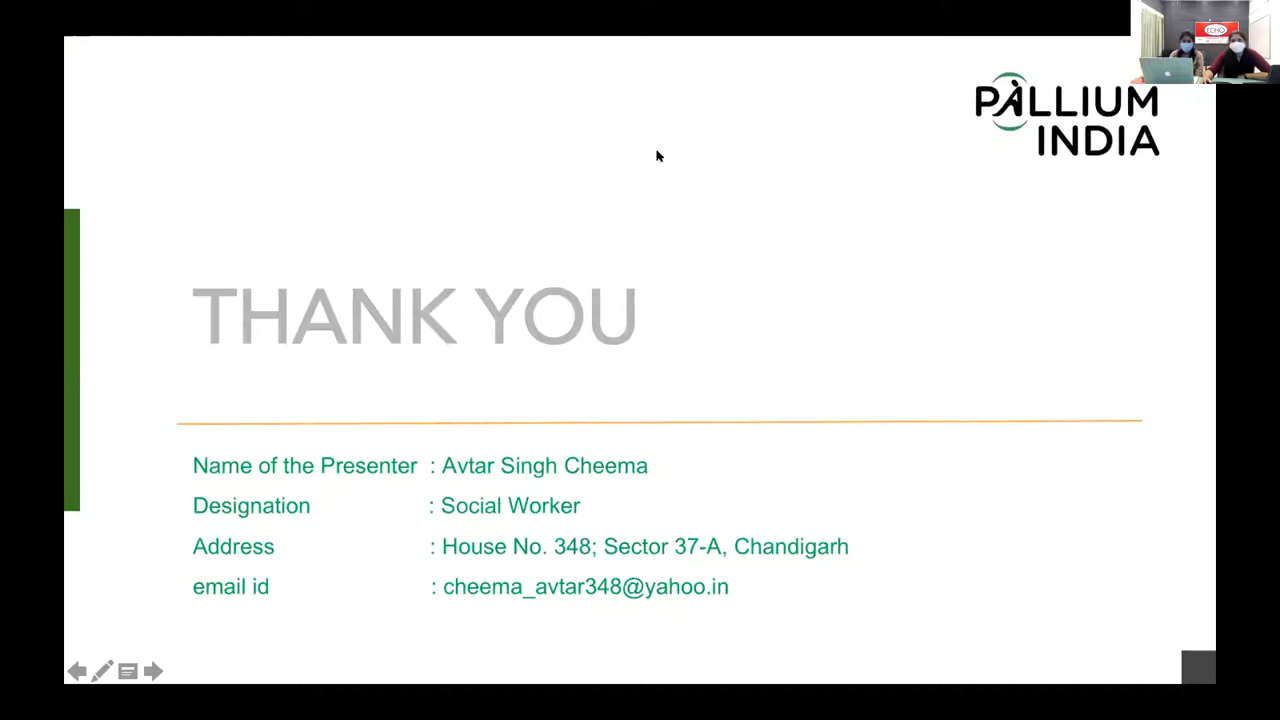 ECHO
PALLIUM
INDIA
THANK YOU
Name of the Presenter : Avtar Singh Cheema
Designation : Social Worker
Address : House No. 348; Sector 37-A, Chandigarh
email id : cheema_avtar348@yahoo.in